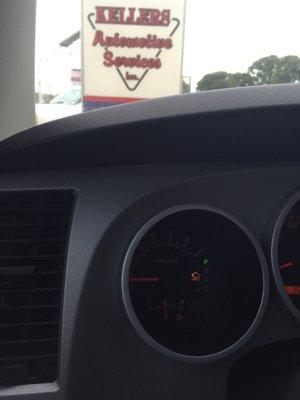 KELLERS
Automotive
Services
Inc.
P
C H